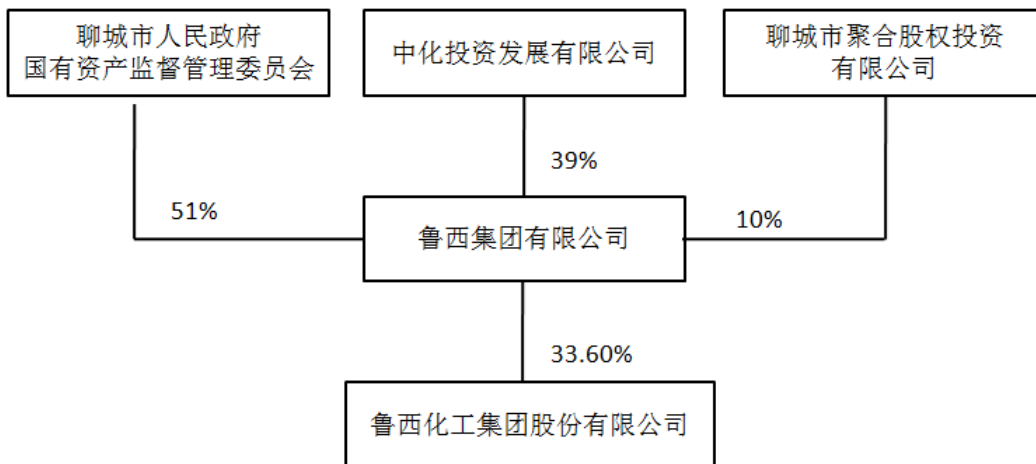 聊城市人民政府
国有资产监督管理委员会
中化投资发展有限公司
聊城市聚合股权投资
有限公司
39%
51%
10%
鲁西集团有限公司
33.60%
鲁西化工集团股份有限公司